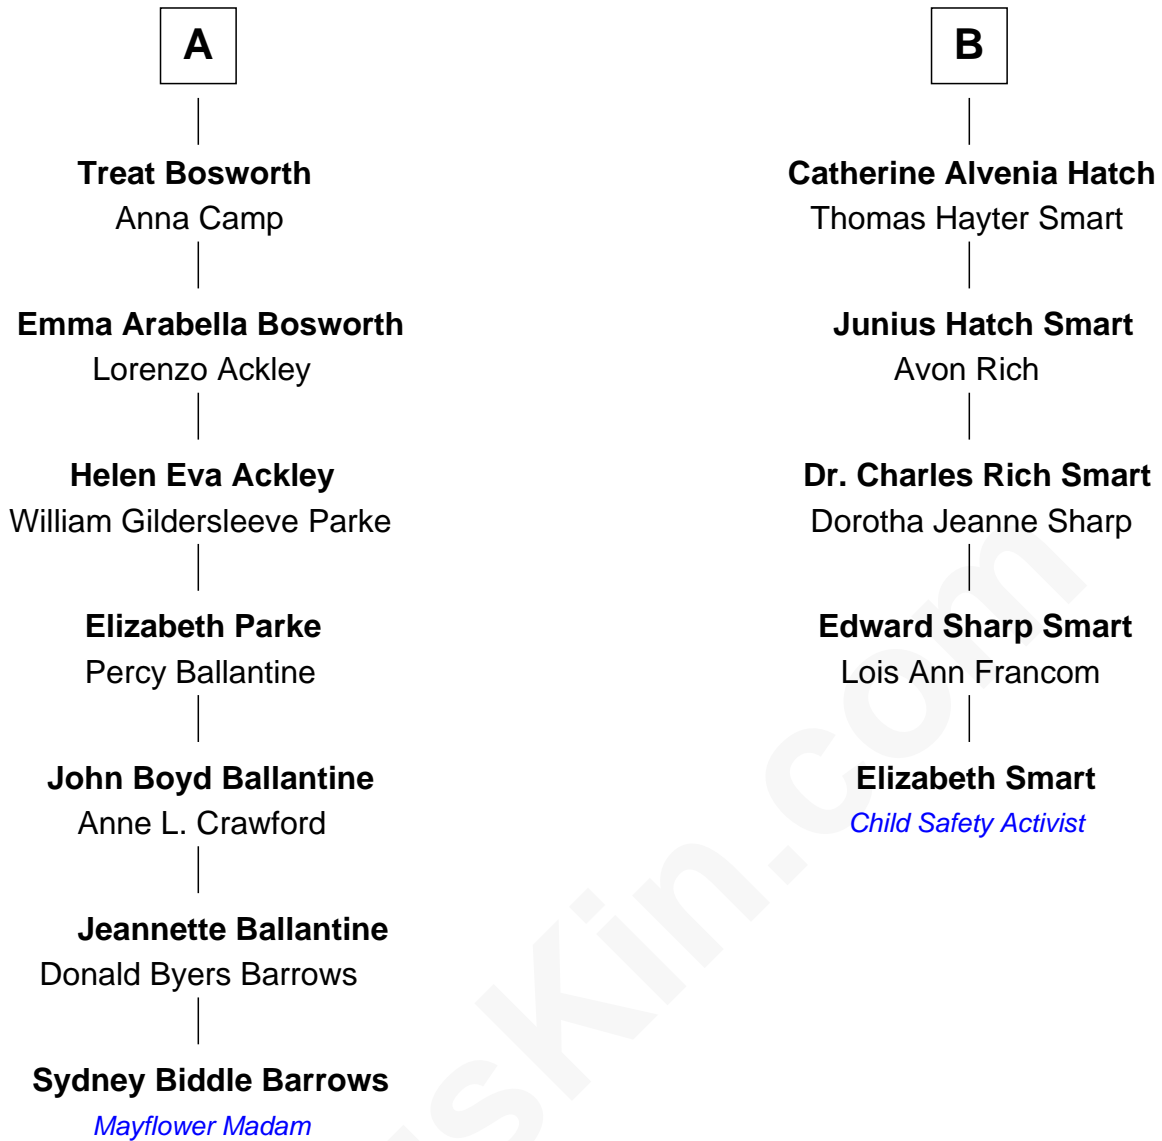 A
Treat Bosworth
Anna Camp
Emma Arabella Bosworth
Lorenzo Ackley
Helen Eva Ackley
William Gildersleeve Parke
Elizabeth Parke
Percy Ballantine
John Boyd Ballantine
Anne L. Crawford
Jeannette Ballantine
Donald Byers Barrows
Sydney Biddle Barrows
Mayflower Madam
B
Catherine Alvenia Hatch
Thomas Hayter Smart
Junius Hatch Smart
Avon Rich
Dr. Charles Rich Smart
Dorotha Jeanne Sharp
Edward Sharp Smart
Lois Ann Francom
Elizabeth Smart
Child Safety Activist